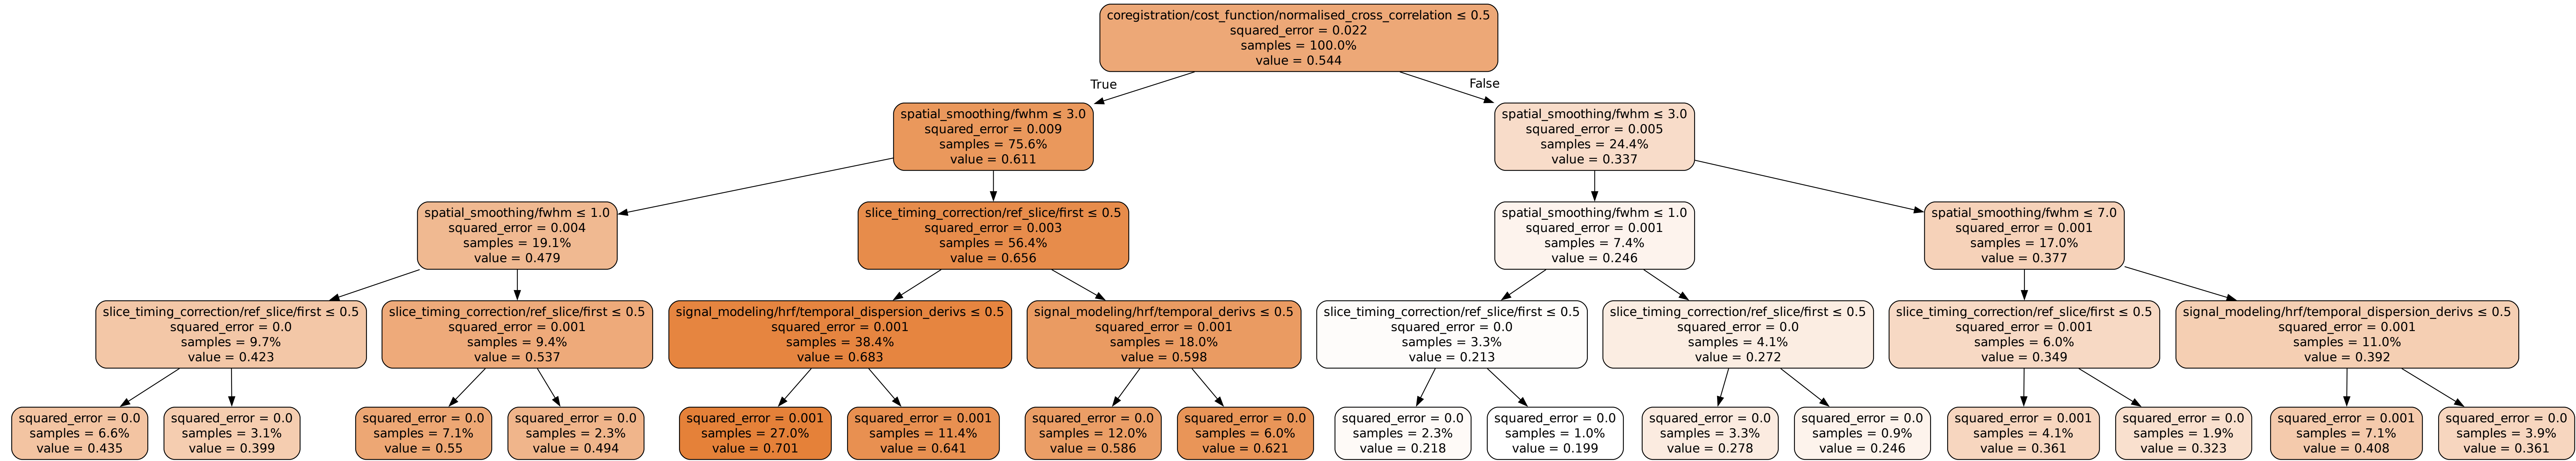 coregistration/cost_function/normalised_cross_correlation ≤ 0.5
squared_error = 0.022
samples = 100.0%
value = 0.544
True
False
spatial_smoothing/fwhm ≤ 3.0
squared_error = 0.009
samples = 75.6%
value = 0.611
spatial_smoothing/fwhm ≤ 3.0
squared_error = 0.005
samples = 24.4%
value = 0.337
spatial_smoothing/fwhm ≤ 1.0
squared_error = 0.004
samples = 19.1%
value = 0.479
slice_timing_correction/ref_slice/first ≤ 0.5
squared_error = 0.003
samples = 56.4%
value = 0.656
spatial_smoothing/fwhm ≤ 1.0
squared_error = 0.001
samples = 7.4%
value = 0.246
spatial_smoothing/fwhm ≤ 7.0
squared_error = 0.001
samples = 17.0%
value = 0.377
slice_timing_correction/ref_slice/first ≤ 0.5
squared_error = 0.0
samples = 9.7%
value = 0.423
slice_timing_correction/ref_slice/first ≤ 0.5
squared_error = 0.001
samples = 9.4%
value = 0.537
signal_modeling/hrf/temporal_dispersion_derivs ≤ 0.5
squared_error = 0.001
samples = 38.4%
value = 0.683
signal_modeling/hrf/temporal_derivs ≤ 0.5
squared_error = 0.001
samples = 18.0%
value = 0.598
slice_timing_correction/ref_slice/first ≤ 0.5
squared_error = 0.0
samples = 3.3%
value = 0.213
slice_timing_correction/ref_slice/first ≤ 0.5
squared_error = 0.0
samples = 4.1%
value = 0.272
slice_timing_correction/ref_slice/first ≤ 0.5
squared_error = 0.001
samples = 6.0%
value = 0.349
signal_modeling/hrf/temporal_dispersion_derivs ≤ 0.5
squared_error = 0.001
samples = 11.0%
value = 0.392
squared_error = 0.0
samples = 6.6%
value = 0.435
squared_error = 0.0
samples = 3.1%
value = 0.399
squared_error = 0.0
samples = 7.1%
value = 0.55
squared_error = 0.0
samples = 2.3%
value = 0.494
squared_error = 0.001
samples = 27.0%
value = 0.701
squared_error = 0.001
samples = 11.4%
value = 0.641
squared_error = 0.0
samples = 12.0%
value = 0.586
squared_error = 0.0
samples = 6.0%
value = 0.621
squared_error = 0.0
samples = 2.3%
value = 0.218
squared_error = 0.0
samples = 1.0%
value = 0.199
squared_error = 0.0
samples = 3.3%
value = 0.278
squared_error = 0.0
samples = 0.9%
value = 0.246
squared_error = 0.001
samples = 4.1%
value = 0.361
squared_error = 0.0
samples = 1.9%
value = 0.323
squared_error = 0.001
samples = 7.1%
value = 0.408
squared_error = 0.0
samples = 3.9%
value = 0.361